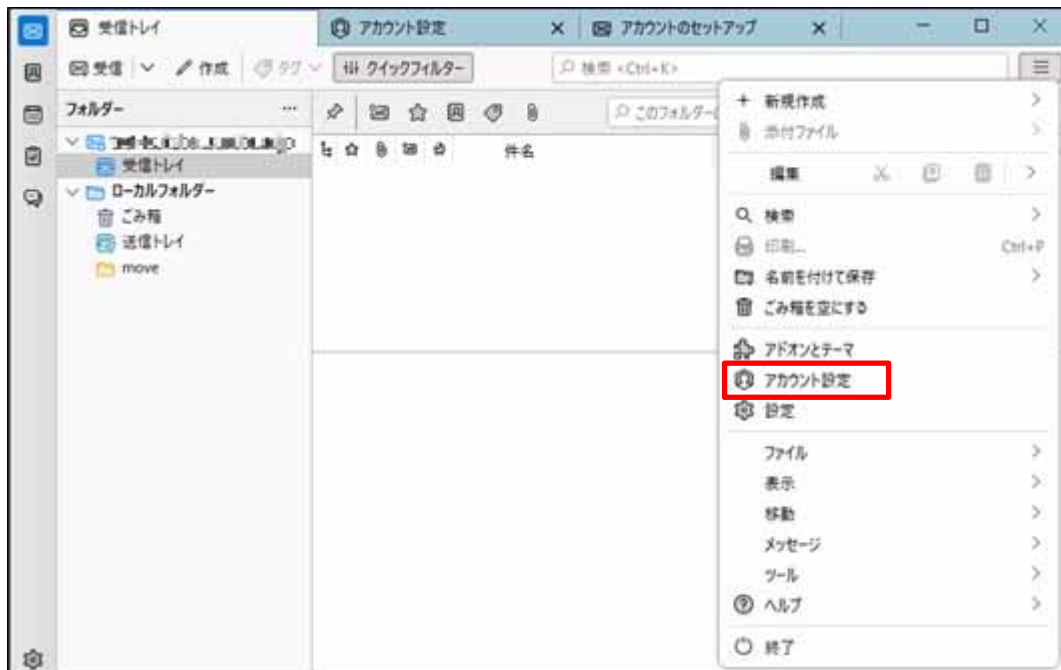 受信トレイ
アカウント設定
アカウントのセットアップ
受信
作成
タグ
クイックフィルター
検索 <Ctrl+K>
フォルダー
このフォルダー
件名
受信トレイ
ローカルフォルダー
ごみ箱
送信トレイ
move
新規作成
添付ファイル
編集
検索
印刷...
Ctrl+P
名前を付けて保存
ごみ箱を空にする
アドオンとテーマ
アカウント設定
設定
ファイル
表示
移動
メッセージ
ツール
ヘルプ
終了